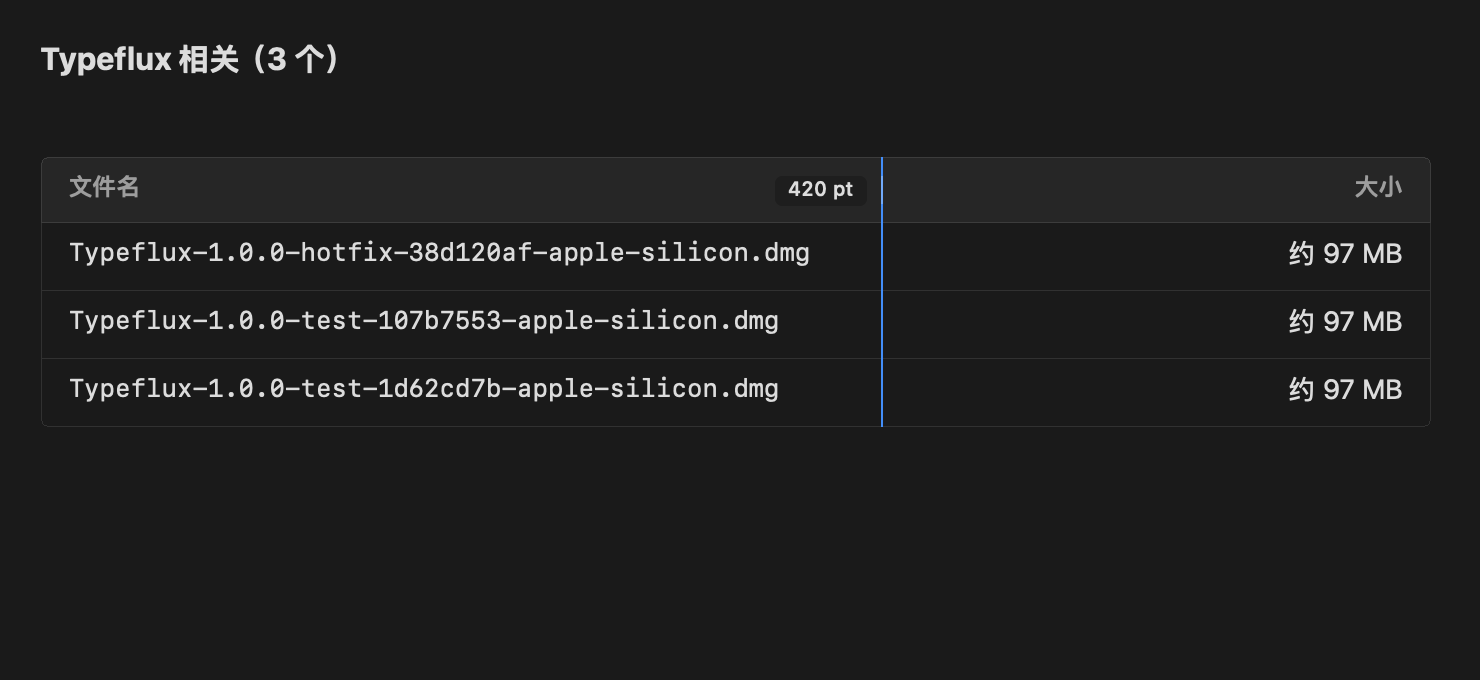 Typeflux 相关（3 个）
文件名 420 pt 大小
Typeflux-1.0.0-hotfix-38d120af-apple-silicon.dmg 约 97 MB
Typeflux-1.0.0-test-107b7553-apple-silicon.dmg 约 97 MB
Typeflux-1.0.0-test-1d62cd7b-apple-silicon.dmg 约 97 MB